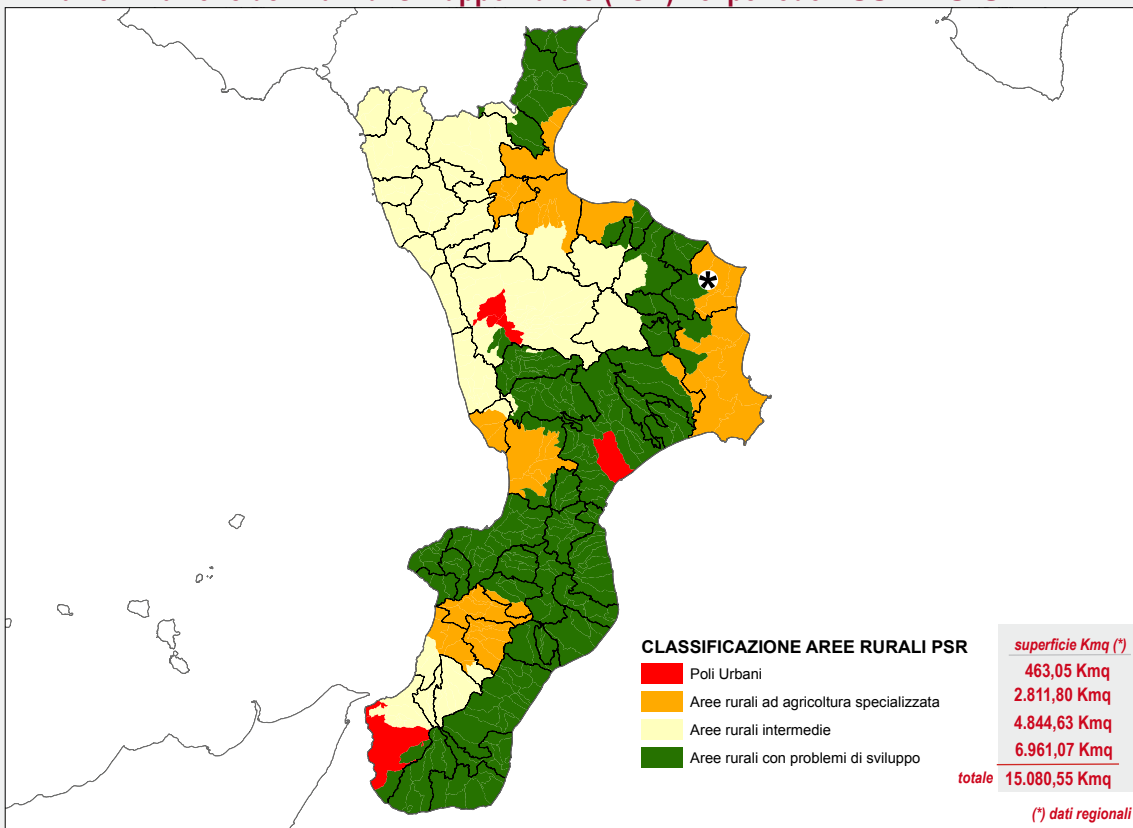 CLASSIFICAZIONE AREE RURALI PSR
superficie Kmq (*)
Poli Urbani
463,05 Kmq
Aree rurali ad agricoltura specializzata
2.811,80 Kmq
Aree rurali intermedie
4.844,63 Kmq
Aree rurali con problemi di sviluppo
6.961,07 Kmq
totale 15.080,55 Kmq
(*) dati regionali
*